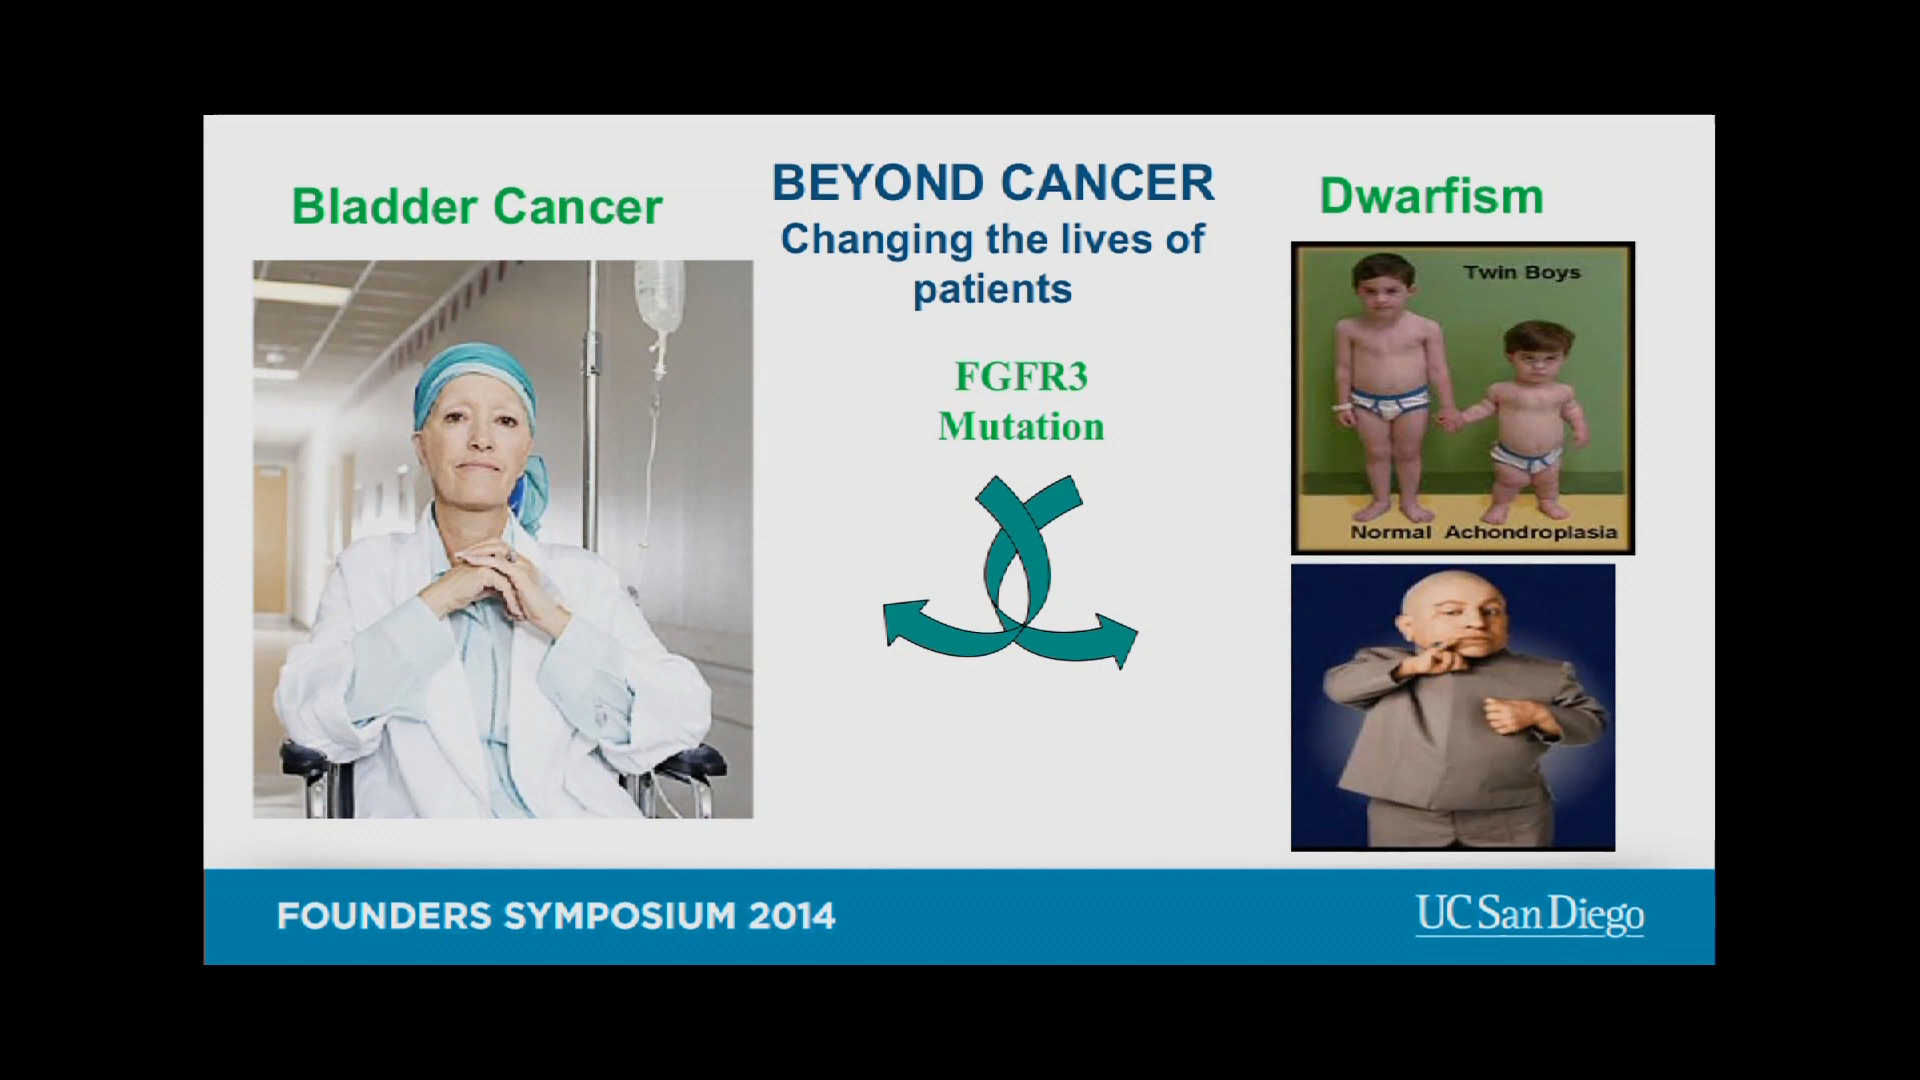 Bladder Cancer
BEYOND CANCER
Changing the lives of
patients
Dwarfism
Twin Boys
FGFR3
Mutation
Normal Achondroplasia
FOUNDERS SYMPOSIUM 2014
UC San Diego